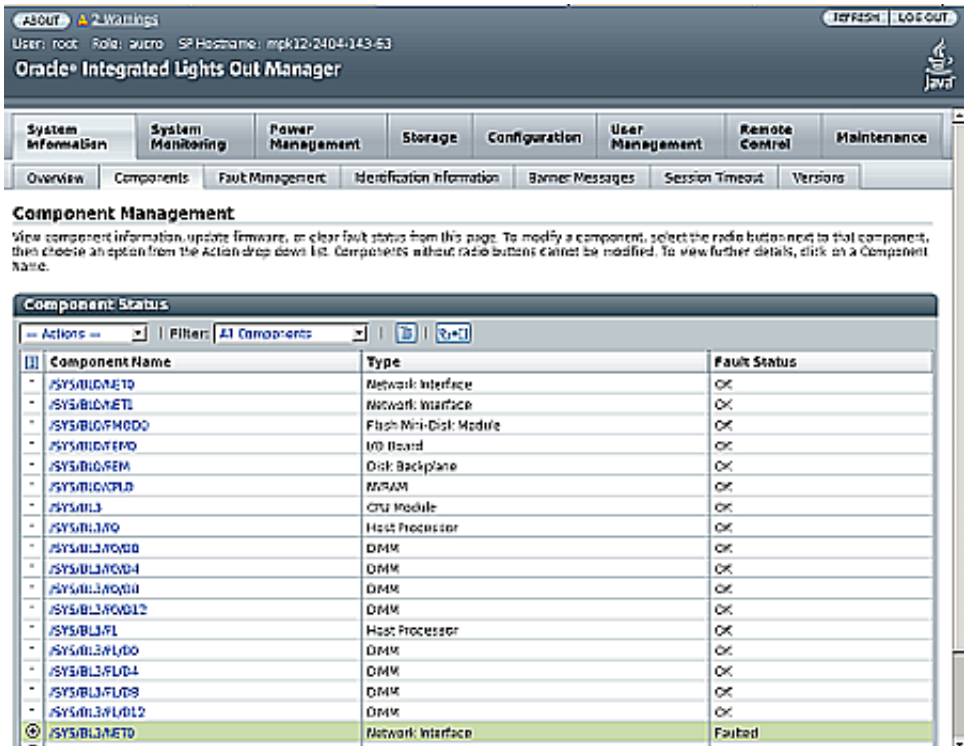 ABOUT 2 Warnings REFRESH LOG OUT
User: root Role: aucro SP Hostname: mpk12-2404-143-63
Oracle® Integrated Lights Out Manager
Java
System Information System Monitoring Power Management Storage Configuration User Management Remote Control Maintenance
Overview Components Fault Management Identification Information Banner Messages Session Timeout Versions
Component Management
View component information, update firmware, or clear fault status from this page. To modify a component, select the radio button next to that component,
then choose an option from the Action drop down list. Components without radio buttons cannot be modified. To view further details, click on a Component
Name.
Component Status
— Actions — Filter: All Components
Component Name Type Fault Status
/SYS/BL0/NET0 Network Interface OK
/SYS/BL0/NET1 Network Interface OK
/SYS/BL0/FMOD0 Flash Mini-Disk Module OK
/SYS/BL0/FEM0 I/O Board OK
/SYS/BL0/REM Disk Backplane OK
/SYS/BL0/CPLD NVRAM OK
/SYS/BL3 CPU Module OK
/SYS/BL3/P0 Host Processor OK
/SYS/BL3/P0/D0 DIMM OK
/SYS/BL3/P0/D4 DIMM OK
/SYS/BL3/P0/D8 DIMM OK
/SYS/BL3/P0/D12 DIMM OK
/SYS/BL3/P1 Host Processor OK
/SYS/BL3/P1/D0 DIMM OK
/SYS/BL3/P1/D4 DIMM OK
/SYS/BL3/P1/D8 DIMM OK
/SYS/BL3/P1/D12 DIMM OK
/SYS/BL3/NET0 Network Interface Faulted